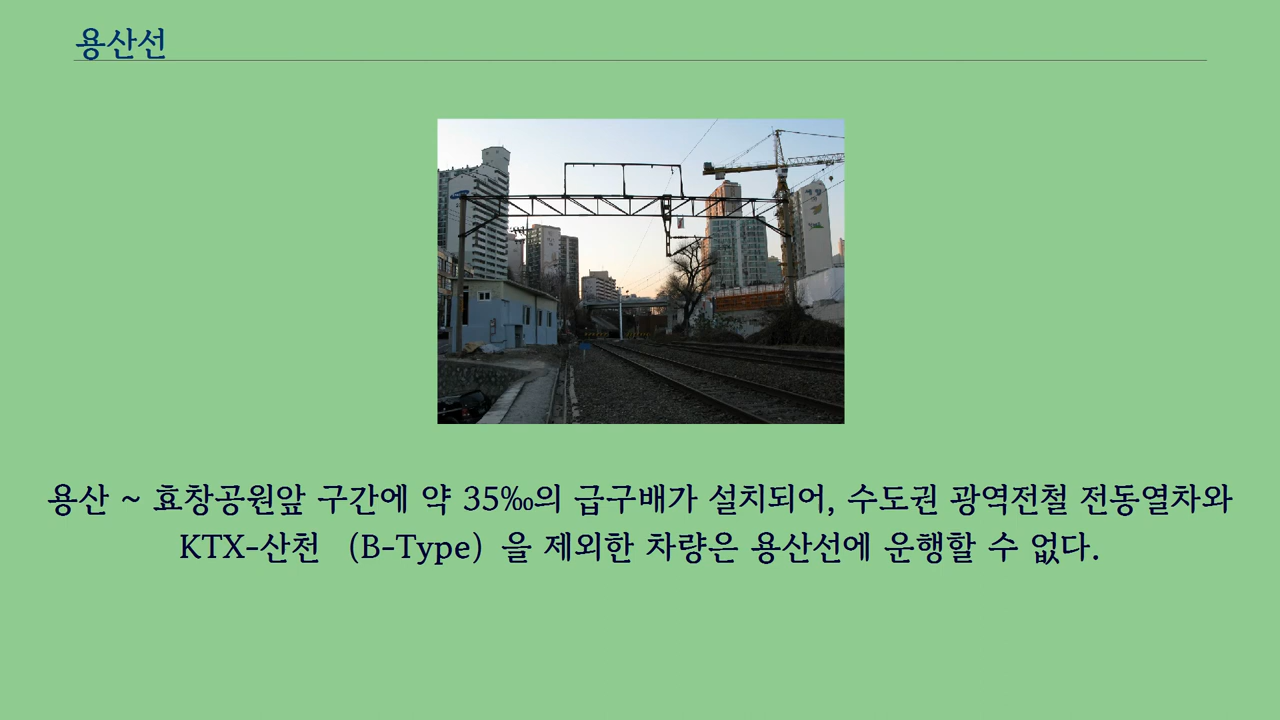 용산선
용산 ~ 효창공원앞 구간에 약 35‰의 급구배가 설치되어, 수도권 광역전철 전동열차와
KTX-산천 （B-Type）을 제외한 차량은 용산선에 운행할 수 없다.